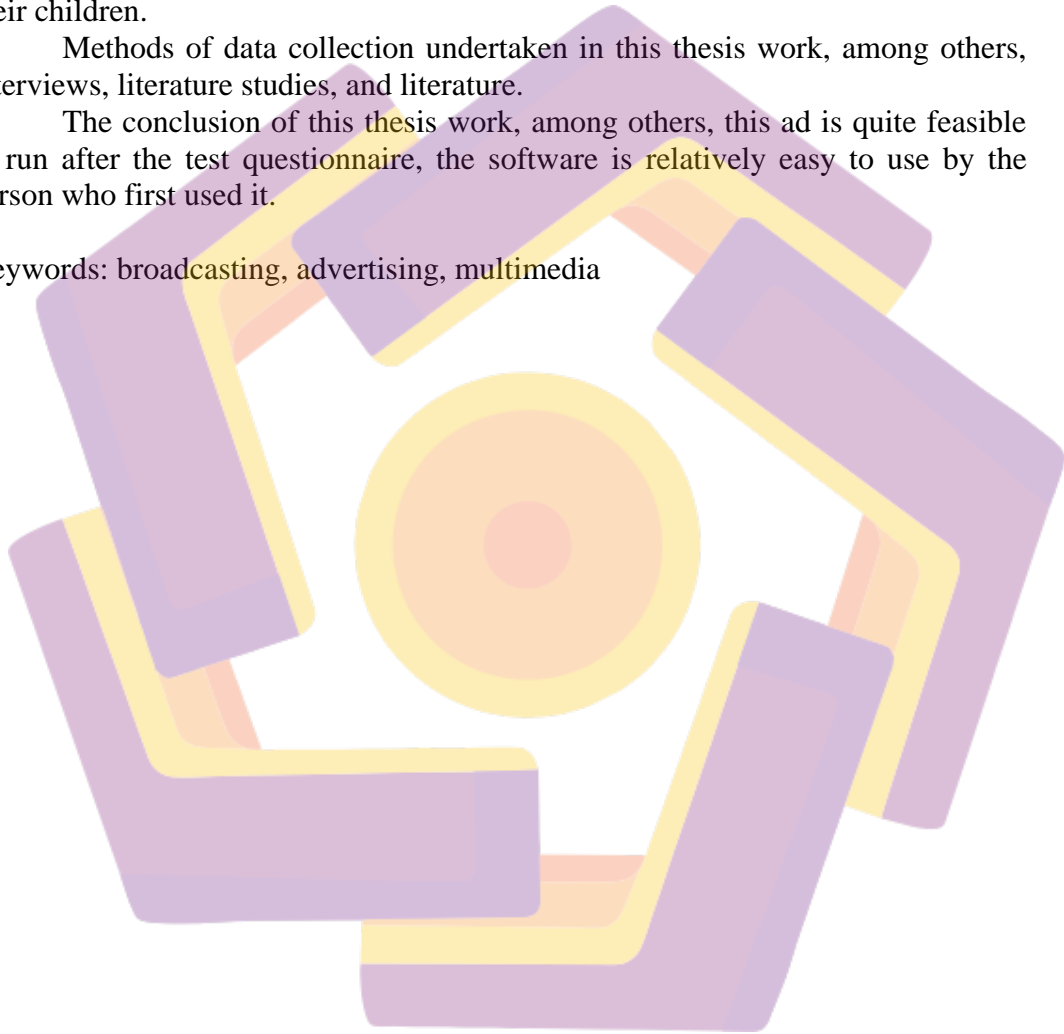 eir children.
Methods of data collection undertaken in this thesis work, among others,
terviews, literature studies, and literature.
The conclusion of this thesis work, among others, this ad is quite feasible
run after the test questionnaire, the software is relatively easy to use by the
rson who first used it.
eywords: broadcasting, advertising, multimedia